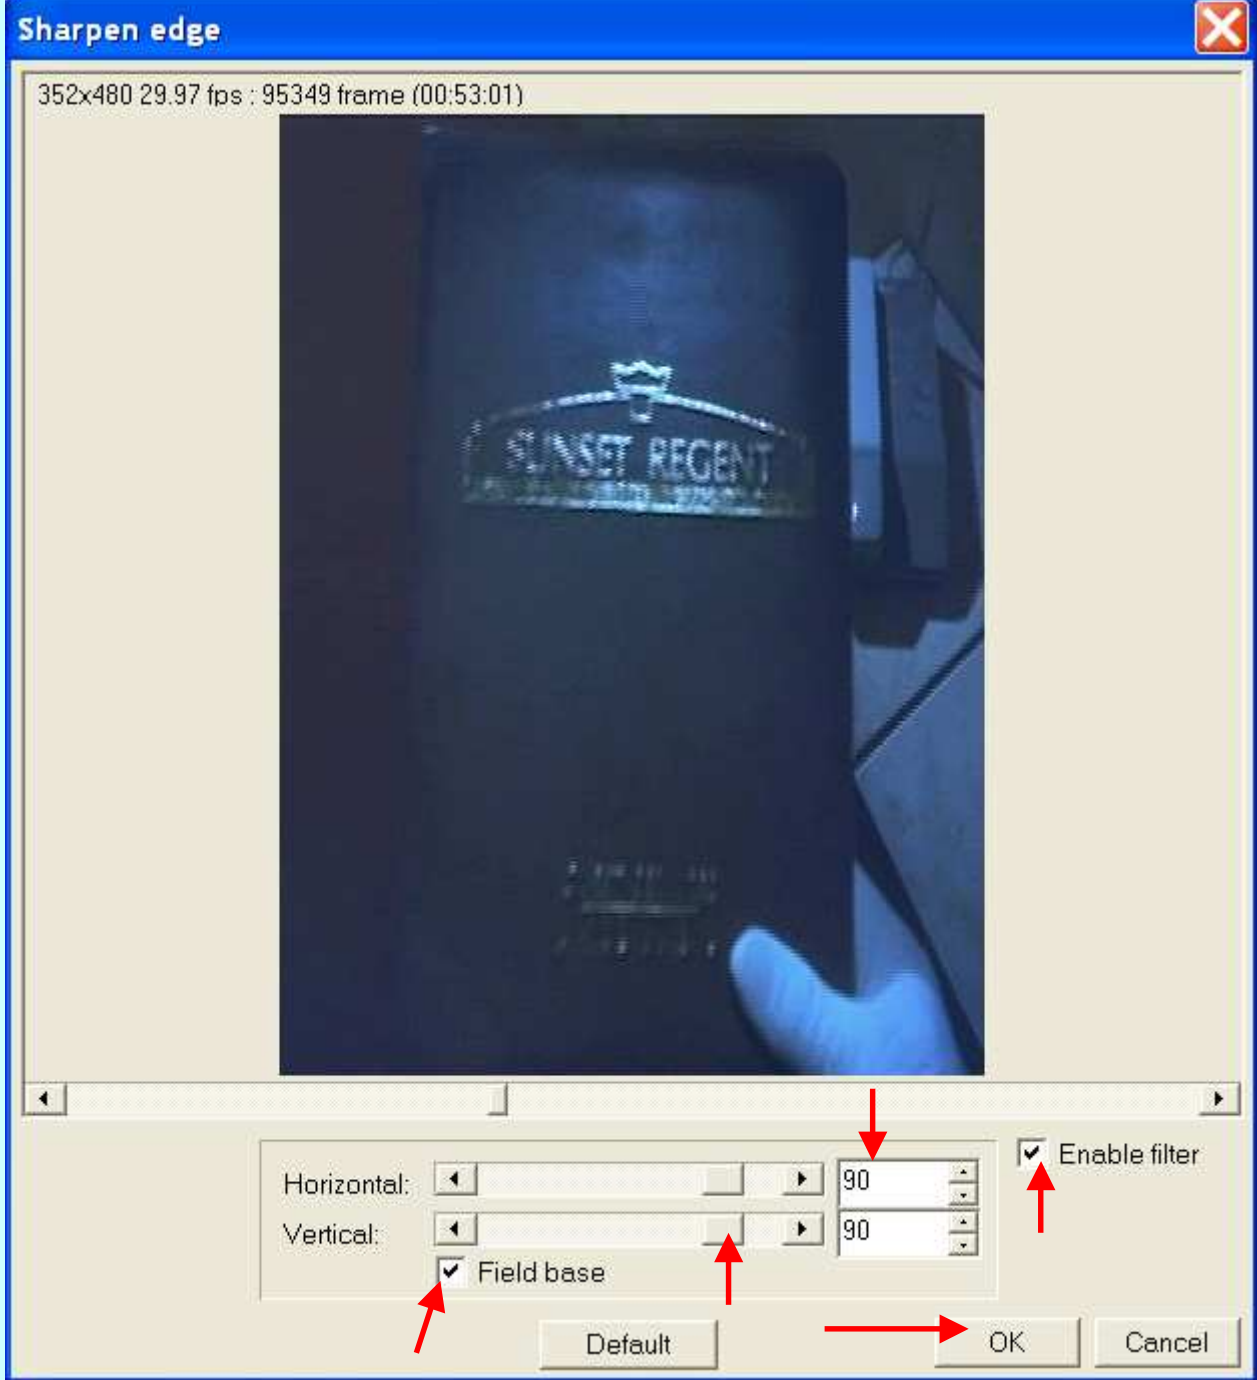 Sharpen edge
352x480 29.97 fps : 95349 frame (00:53:01)
SUNSET REGENT
Enable filter
Horizontal: 90
Vertical: 90
Field base
Default OK Cancel